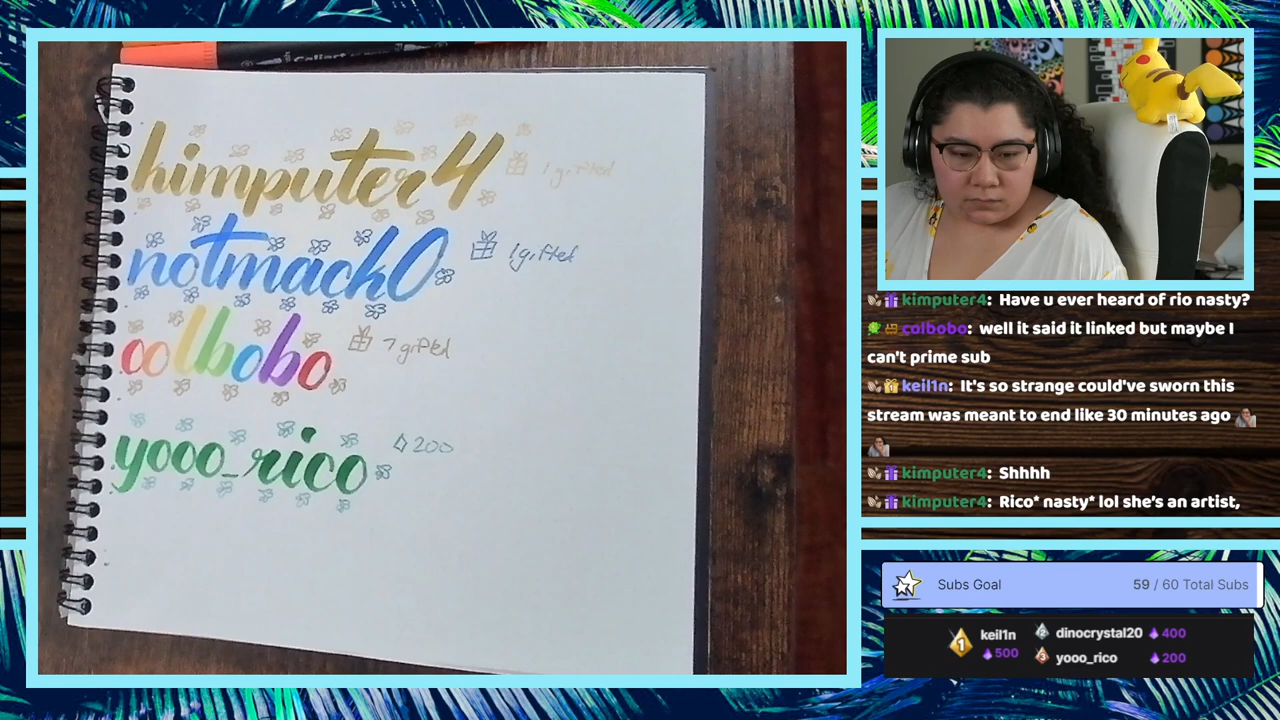 kimputer4 1 gifted
notmack0 1 gifted
colbobo 7 gifted
yooo_rico 200
kimputer4: Have u ever heard of rio nasty?
colbobo: well it said it linked but maybe I
can't prime sub
keil1n: It's so strange could've sworn this
stream was meant to end like 30 minutes ago
kimputer4: Shhhh
kimputer4: Rico* nasty* lol she's an artist,
Subs Goal 59 / 60 Total Subs
1 keil1n 500
2 dinocrystal20 400
3 yooo_rico 200